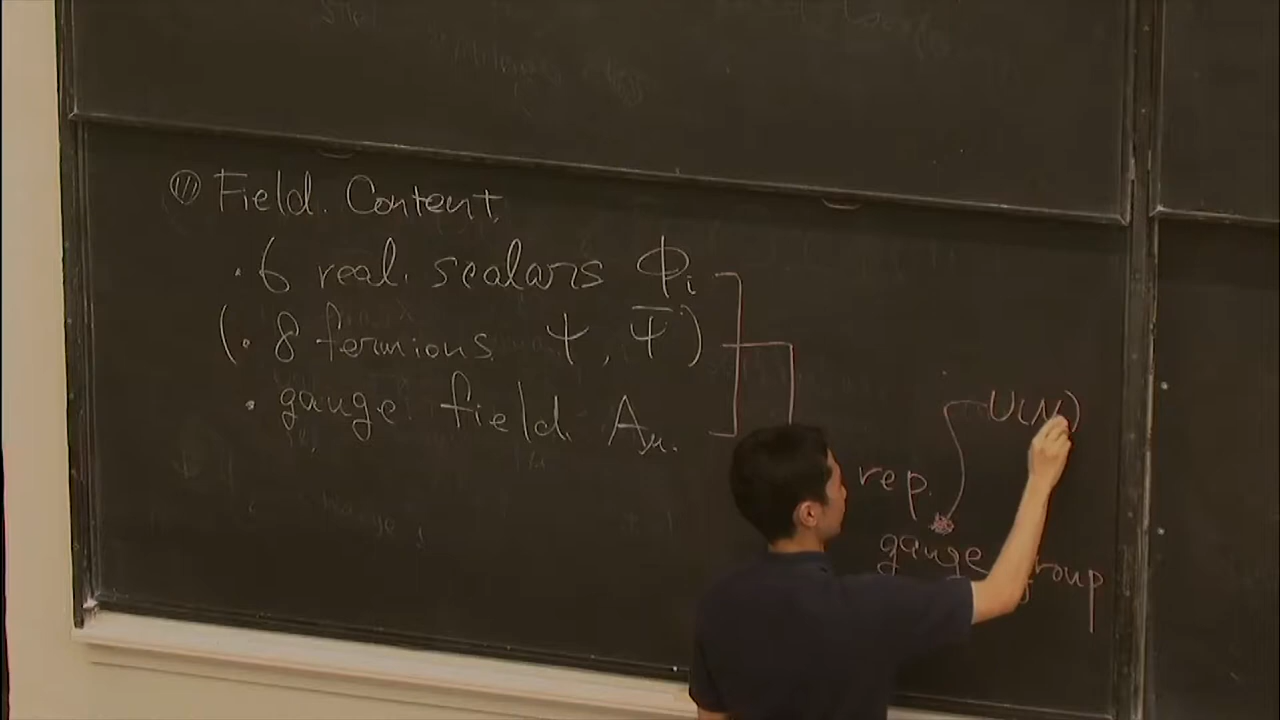 (1) Field Content
· 6 real scalars Φi
(· 8 fermions Ψ, Ψ̅)
· gauge field Aμ.
U(N)
rep.
gauge group